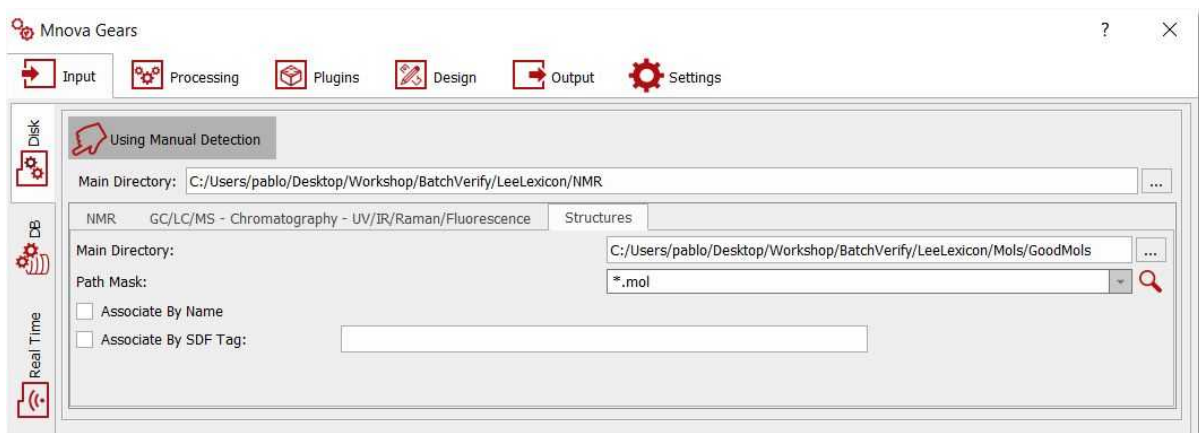 Mnova Gears ?
Input Processing Plugins Design Output Settings
Disk
DB
Real Time
Using Manual Detection
Main Directory: C:/Users/pablo/Desktop/Workshop/BatchVerify/LeeLexicon/NMR ...
NMR GC/LC/MS - Chromatography - UV/IR/Raman/Fluorescence Structures
Main Directory: C:/Users/pablo/Desktop/Workshop/BatchVerify/LeeLexicon/Mols/GoodMols ...
Path Mask: *.mol
Associate By Name
Associate By SDF Tag: